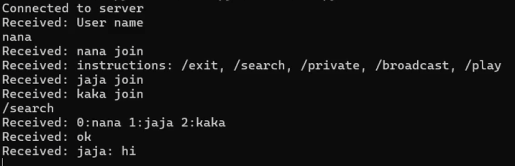 Connected to server
Received: User name
nana
Received: nana join
Received: instructions: /exit, /search, /private, /broadcast, /play
Received: jaja join
Received: kaka join
/search
Received: 0:nana 1:jaja 2:kaka
Received: ok
Received: jaja: hi